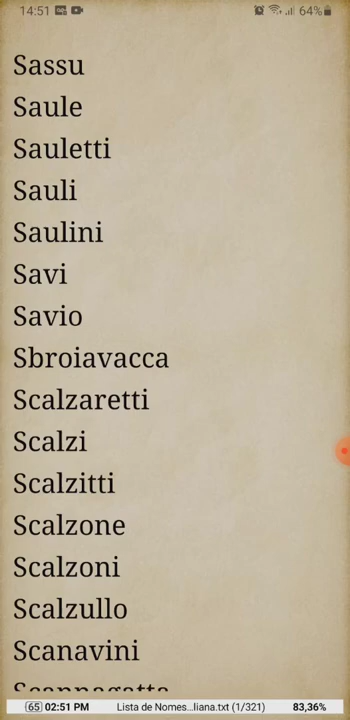 14:51 64%
Sassu
Saule
Sauletti
Sauli
Saulini
Savi
Savio
Sbroiavacca
Scalzaretti
Scalzi
Scalzitti
Scalzone
Scalzoni
Scalzullo
Scanavini
65 02:51 PM Lista de Nomes...liana.txt (1/321) 83,36%